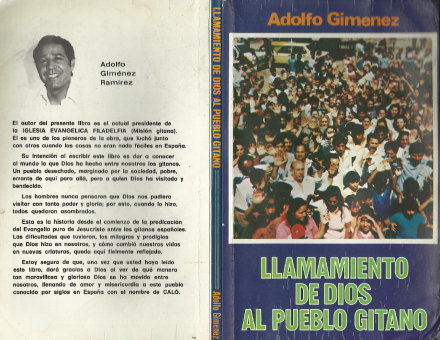 Adolfo
Giménez
Ramirez
El autor del presente libro es el actual presidente de
la IGLESIA EVANGELICA FILADELFIA (Misión gitana).
El es uno de los pioneros de la obra, que luchó junto
con otros cuando las cosas no eran nada fáciles en España.
Su intención al escribir este libro es dar a conocer
al mundo lo que Dios ha hecho entre nosotros los gitanos.
Un pueblo desechado, marginado por la sociedad, pobre,
errante de aquí para allá, pero a quien Dios ha visitado y
bendecido.
Los hombres nunca pensaron que Dios nos pudiera
visitar con tanto poder y gloria; por esto, cuando lo hizo,
todos quedaron asombrados.
Esta es la historia desde el comienzo de la predicación
del Evangelio puro de Jesucristo entre los gitanos españoles.
Las dificultades que tuvieron, los milagros y prodigios
que Dios hizo en nosotros, y cómo cambió nuestras vidas
en nuevas criaturas, queda aquí fielmente reflejado.
Estoy seguro de que, una vez que usted haya leído
este libro, dará gracias a Dios al ver de qué manera
tan maravillosa y gloriosa Dios se ha movido entre
nosotros, llenando de amor y misericordia a este pueblo
conocido por siglos en España con el nombre de CALÓ.
LLAMAMIENTO DE DIOS AL PUEBLO GITANO
Adolfo Gimenez
Adolfo Gimenez
LLAMAMIENTO
DE DIOS
AL PUEBLO GITANO